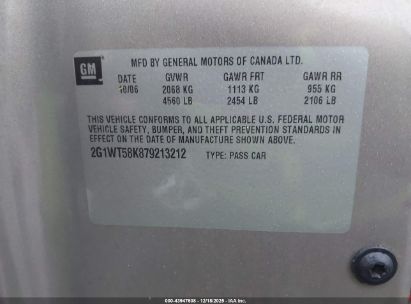 GM
MFD BY GENERAL MOTORS OF CANADA LTD.
DATE GVWR GAWR FRT GAWR RR
10/06 2068 KG 1113 KG 955 KG
4560 LB 2454 LB 2106 LB
THIS VEHICLE CONFORMS TO ALL APPLICABLE U.S. FEDERAL MOTOR
VEHICLE SAFETY, BUMPER, AND THEFT PREVENTION STANDARDS IN
EFFECT ON THE DATE OF MANUFACTURE SHOWN ABOVE.
2G1WT58K879213212 TYPE: PASS CAR